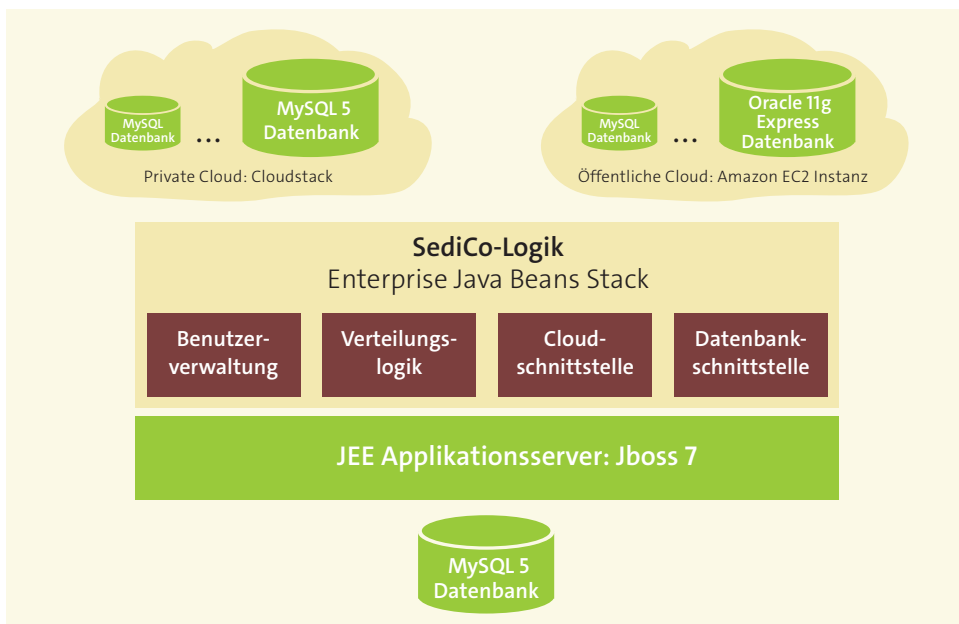 MySQL
Datenbank
...
MySQL 5
Datenbank
Private Cloud: Cloudstack
MySQL
Datenbank
...
Oracle 11g
Express
Datenbank
Öffentliche Cloud: Amazon EC2 Instanz
SediCo-Logik
Enterprise Java Beans Stack
Benutzer-
verwaltung
Verteilungs-
logik
Cloud-
schnittstelle
Datenbank-
schnittstelle
JEE Applikationsserver: Jboss 7
MySQL 5
Datenbank